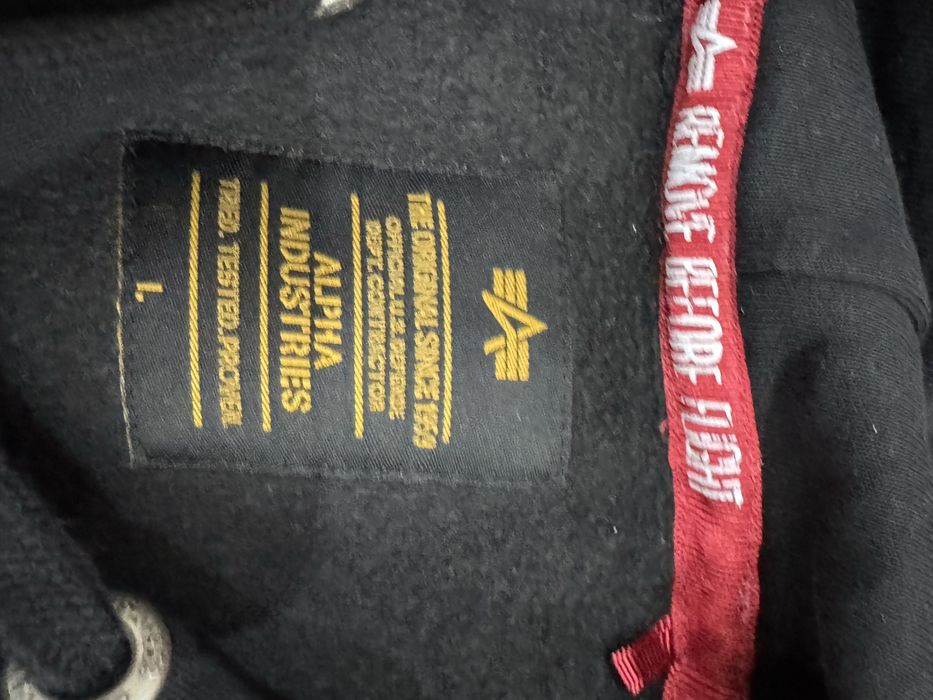 THE ORIGINAL SINCE 1959
OFFICIAL U.S. DEFENSE
DEPT. CONTRACTOR
ALPHA
INDUSTRIES
TRIED. TESTED. PROVEN.
L
REMOVE BEFORE FLIGHT